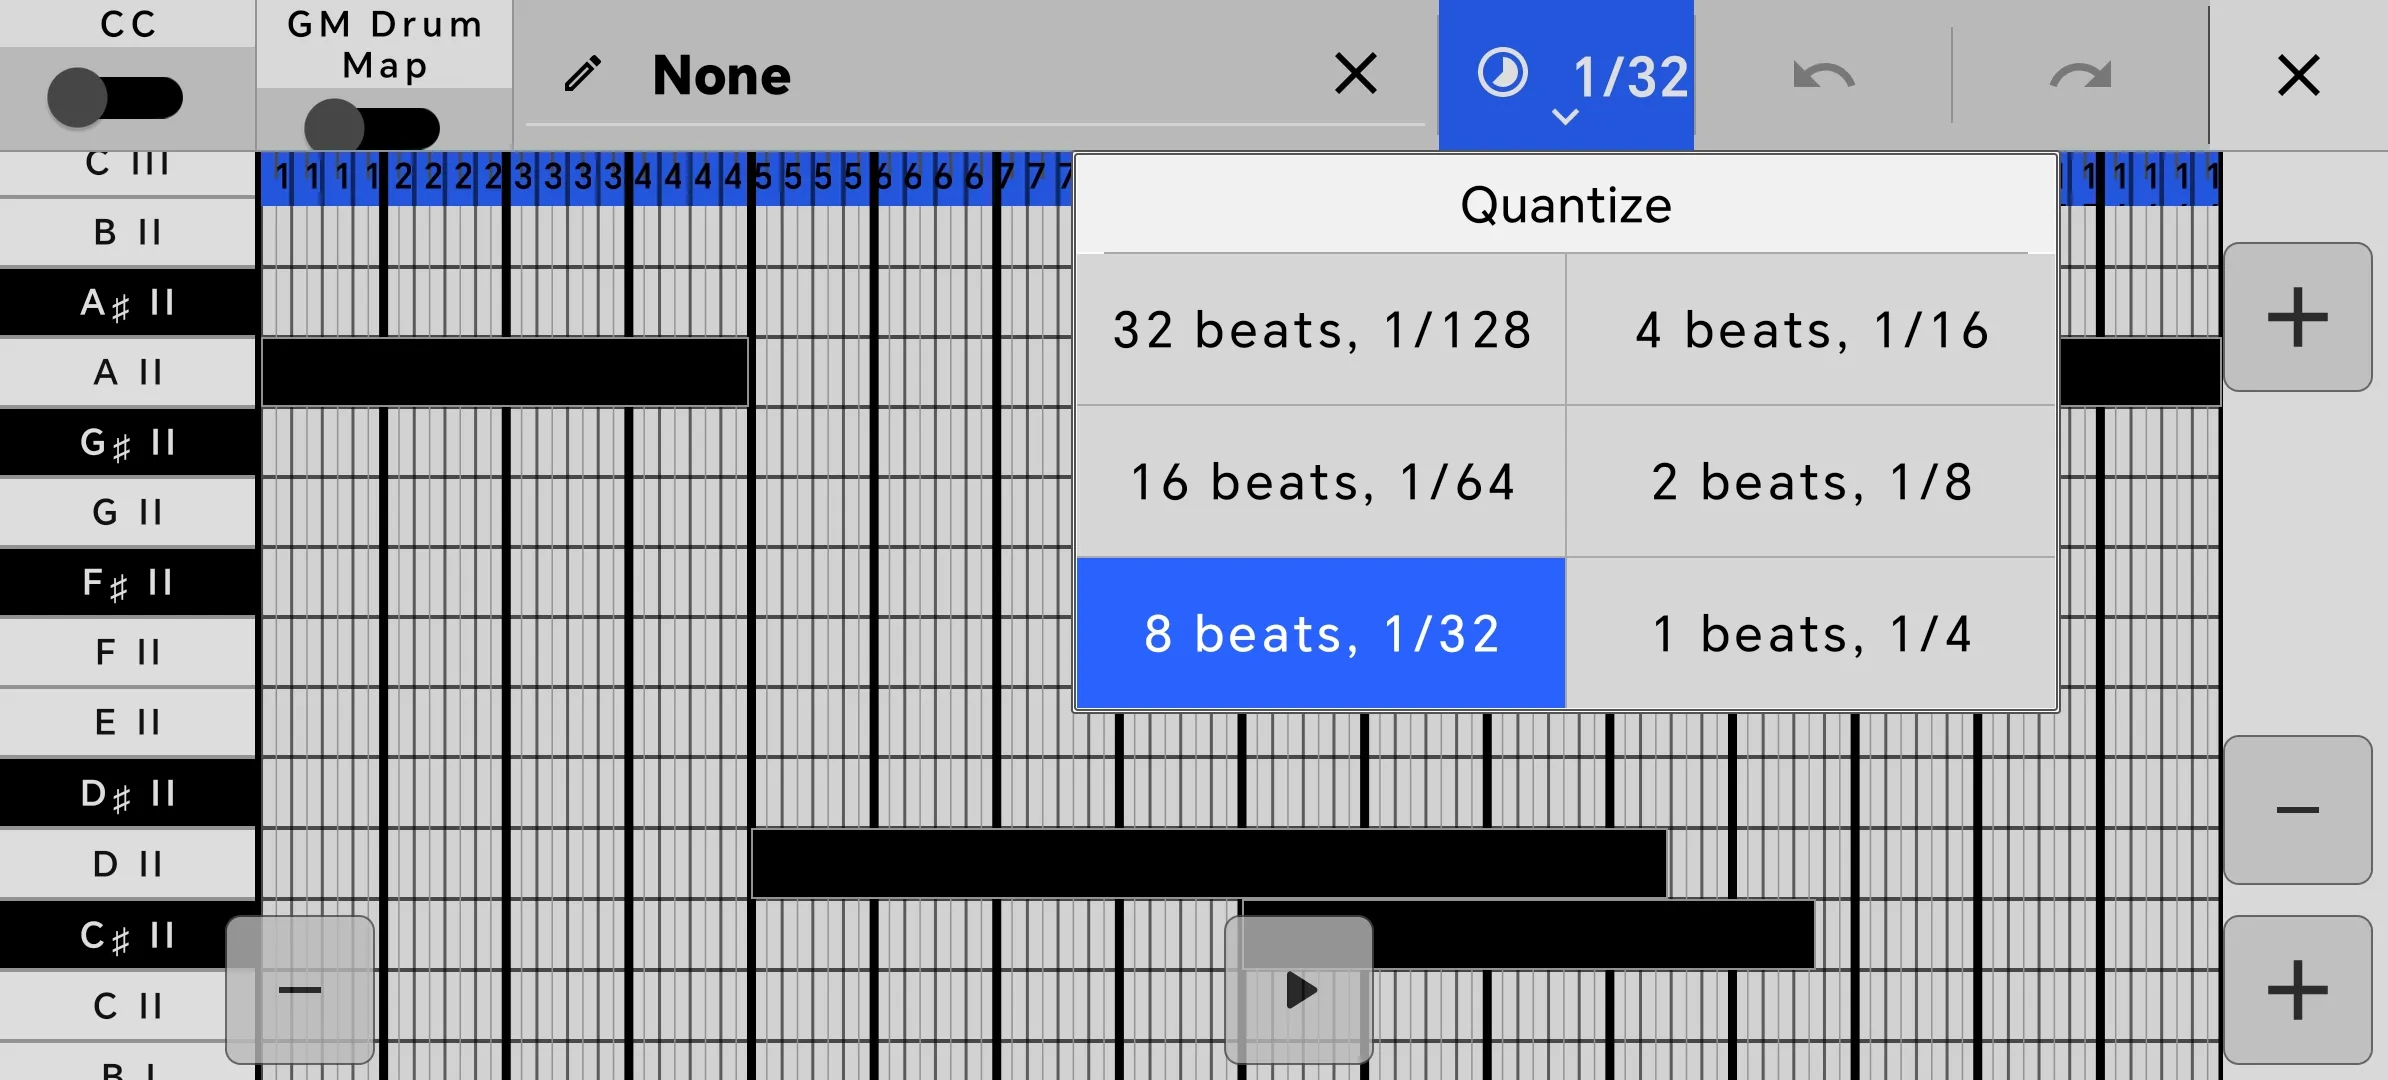 CC
GM Drum
Map
None
1/32
C III
1 1 1 1 2 2 2 2 3 3 3 3 4 4 4 4 5 5 5 5 6 6 6 6 7 7 7
1 1 1 1 1
Quantize
32 beats, 1/128
4 beats, 1/16
16 beats, 1/64
2 beats, 1/8
8 beats, 1/32
1 beats, 1/4
B II
A♯ II
A II
G♯ II
G II
F♯ II
F II
E II
D♯ II
D II
C♯ II
C II
B I